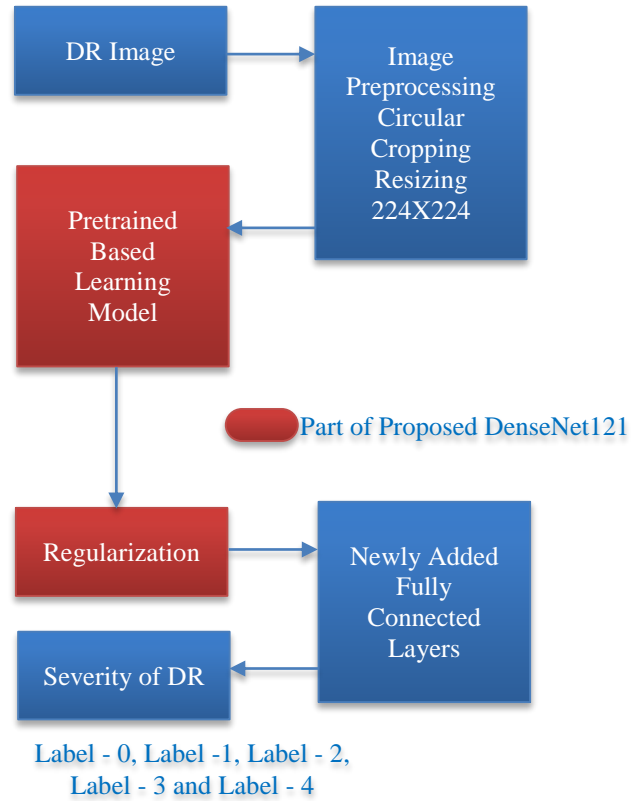 DR Image
Image
Preprocessing
Circular
Cropping
Resizing
224X224
Pretrained
Based
Learning
Model
Part of Proposed DenseNet121
Regularization
Newly Added
Fully
Connected
Layers
Severity of DR
Label - 0, Label -1, Label - 2,
Label - 3 and Label - 4